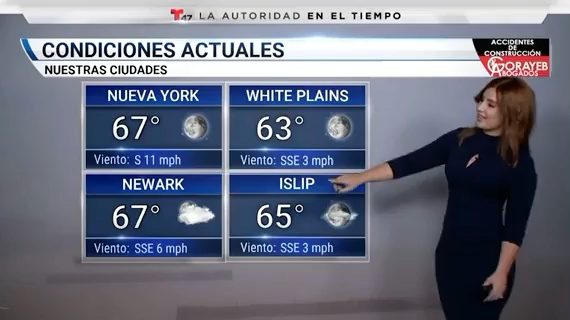 T 47 LA AUTORIDAD EN EL TIEMPO
CONDICIONES ACTUALES
NUESTRAS CIUDADES
ACCIDENTES
DE
CONSTRUCCIÓN
GORAYEB
ABOGADOS
NUEVA YORK
67°
Viento: S 11 mph
WHITE PLAINS
63°
Viento: SSE 3 mph
NEWARK
67°
Viento: SSE 6 mph
ISLIP
65°
Viento: SSE 3 mph